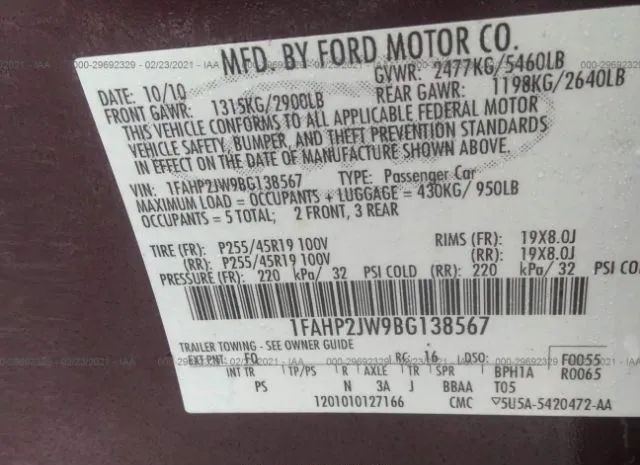 MFD. BY FORD MOTOR CO.
DATE: 10/10 GVWR: 2477KG/5460LB
FRONT GAWR: 1315KG/2900LB REAR GAWR: 1198KG/2640LB
THIS VEHICLE CONFORMS TO ALL APPLICABLE FEDERAL MOTOR
VEHICLE SAFETY, BUMPER, AND THEFT PREVENTION STANDARDS
IN EFFECT ON THE DATE OF MANUFACTURE SHOWN ABOVE.
VIN: 1FAHP2JW9BG138567 TYPE: Passenger Car
MAXIMUM LOAD = OCCUPANTS + LUGGAGE = 430KG/ 950LB
OCCUPANTS = 5 TOTAL; 2 FRONT, 3 REAR
TIRE (FR): P255/45R19 100V RIMS (FR): 19X8.0J
(RR): P255/45R19 100V (RR): 19X8.0J
PRESSURE (FR): 220 kPa/ 32 PSI COLD (RR): 220 kPa/ 32 PSI CO
1FAHP2JW9BG138567
TRAILER TOWING - SEE OWNER GUIDE
EXT PNT: FQ RC: 16 DSO: F0055
INT TR TP/PS R AXLE TR SPR BPH1A R0065
PS N 3A J BBAA T05
1201010127166 CMC 5U5A-5420472-AA
000-29692329 - 02/23/2021 - IAA